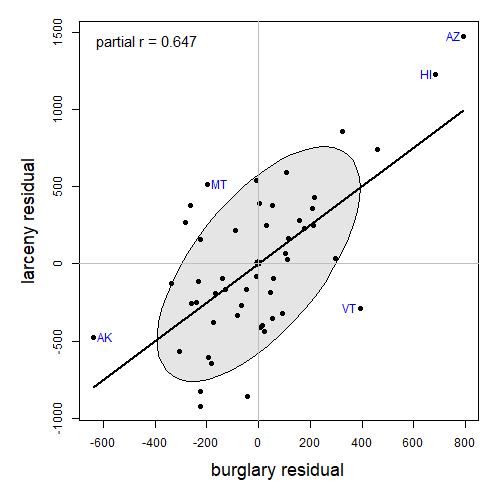 partial r = 0.647
AZ
HI
MT
VT
AK
larceny residual
1500
1000
500
0
-500
-1000
-600 -400 -200 0 200 400 600 800
burglary residual